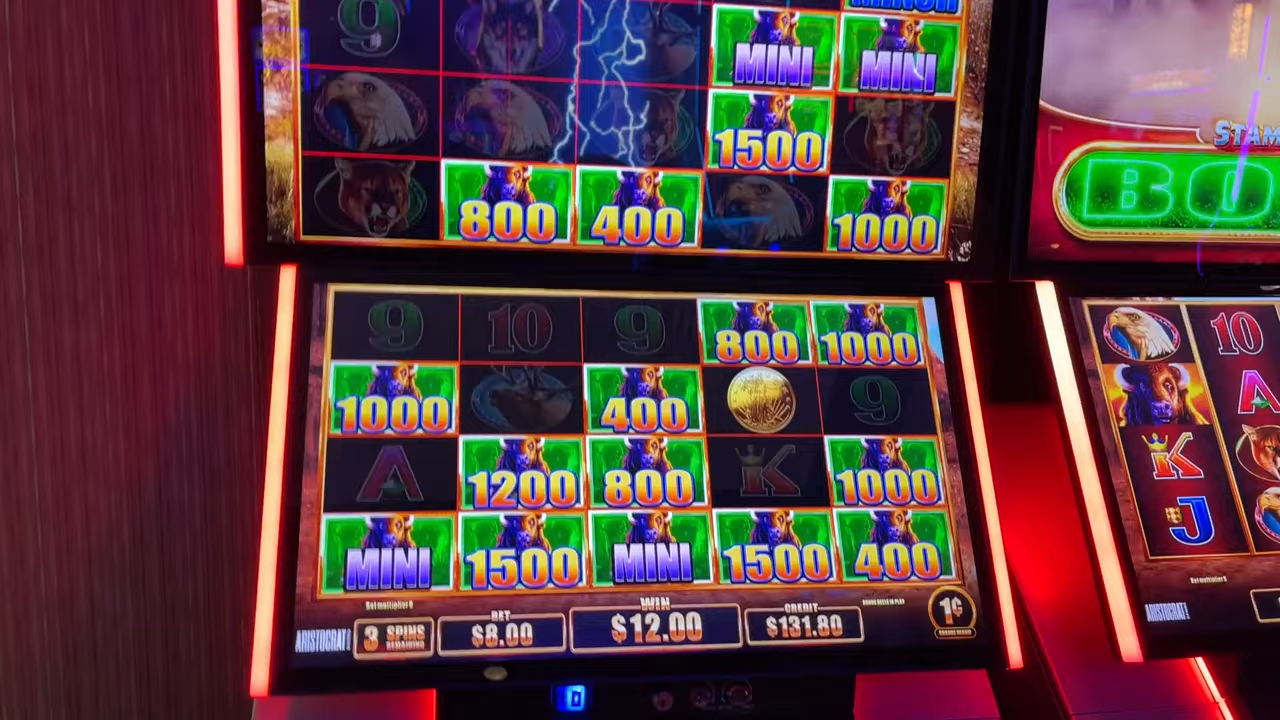 9
MINI MINI
1500
800 400 1000
BO
9 10 9 800 1000
1000 400 9
A 1200 800 K 1000
MINI 1500 MINI 1500 400
ARISTOCRAT
3 SPINS
REMAINING
BET
$8.00
WIN
$12.00
CREDIT
$131.80
1¢
10
A
K
J
ARISTOCRAT